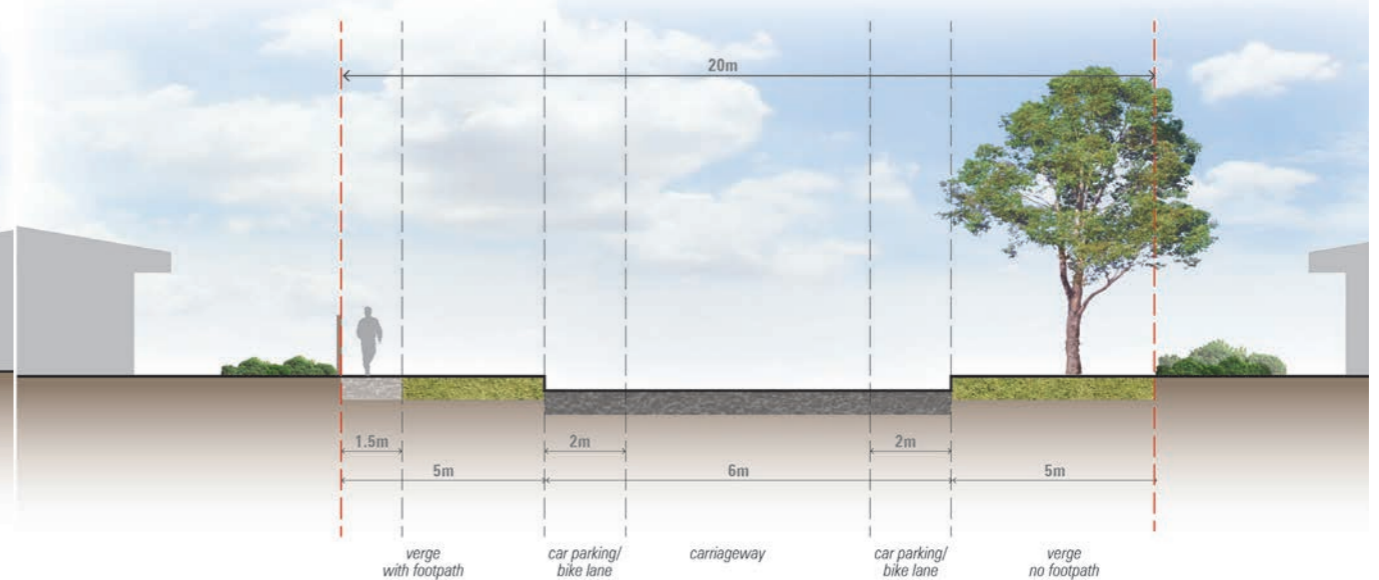 20m
1.5m
2m
2m
5m
6m
5m
verge
with footpath
car parking/
bike lane
carriageway
car parking/
bike lane
verge
no footpath